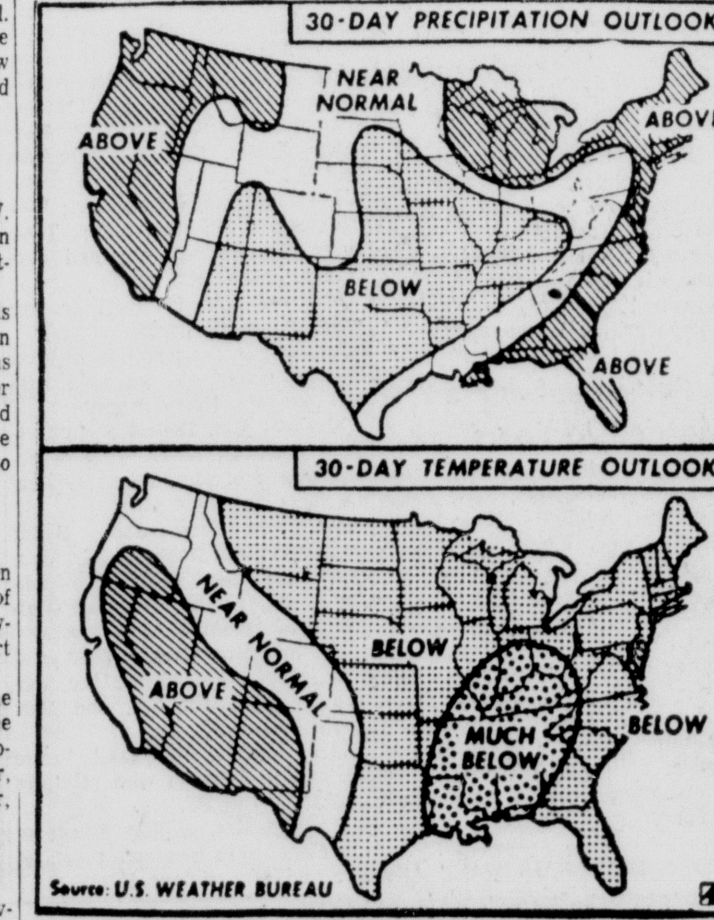 30-DAY PRECIPITATION OUTLOOK
NEAR
NORMAL
ABOVE
ABOVE
BELOW
ABOVE
30-DAY TEMPERATURE OUTLOOK
NEAR NORMAL
BELOW
ABOVE
MUCH
BELOW
BELOW
Source: U.S. WEATHER BUREAU